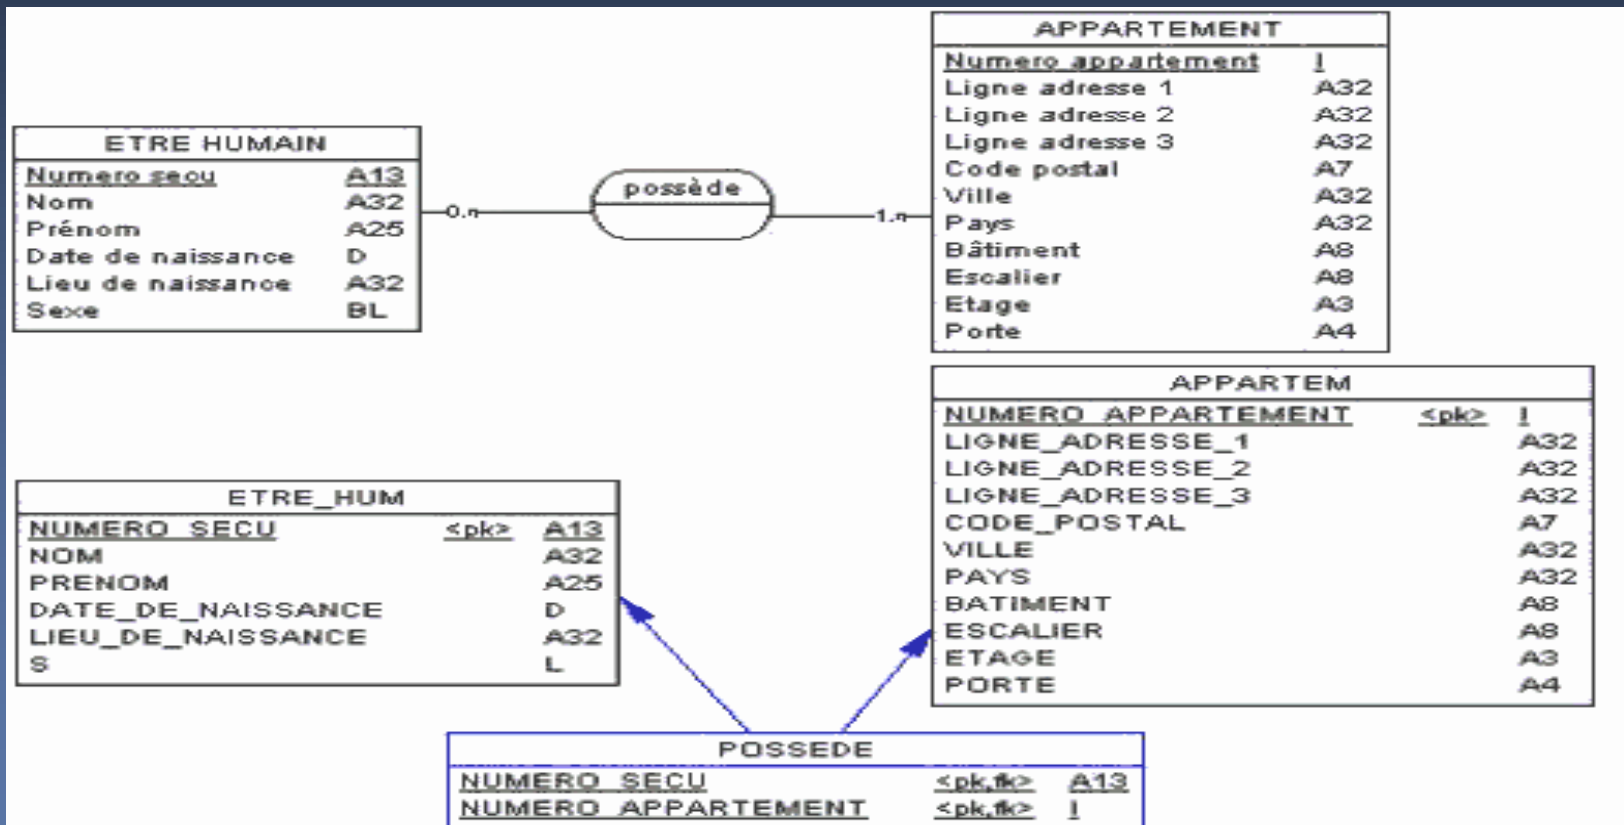 APPARTEMENT
Numero appartement I
Ligne adresse 1 A32
Ligne adresse 2 A32
Ligne adresse 3 A32
Code postal A7
Ville A32
Pays A32
Bâtiment A8
Escalier A8
Etage A3
Porte A4
ETRE HUMAIN
Numero secu A13
Nom A32
Prénom A25
Date de naissance D
Lieu de naissance A32
Sexe BL
0,n
possède
1,n
APPARTEM
NUMERO_APPARTEMENT <pk> I
LIGNE_ADRESSE_1 A32
LIGNE_ADRESSE_2 A32
LIGNE_ADRESSE_3 A32
CODE_POSTAL A7
VILLE A32
PAYS A32
BATIMENT A8
ESCALIER A8
ETAGE A3
PORTE A4
ETRE_HUM
NUMERO_SECU <pk> A13
NOM A32
PRENOM A25
DATE_DE_NAISSANCE D
LIEU_DE_NAISSANCE A32
S L
POSSEDE
NUMERO_SECU <pk,fk> A13
NUMERO_APPARTEMENT <pk,fk> I